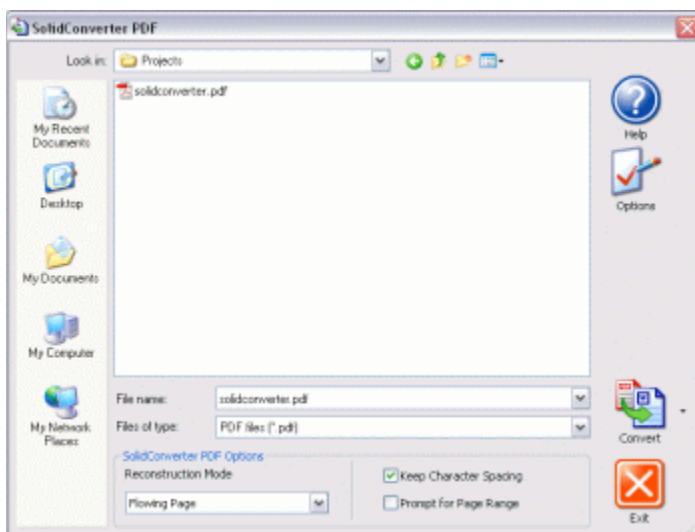 SolidConverter PDF
Look in:
Projects
solidconverter.pdf
My Recent
Documents
Desktop
My Documents
My Computer
My Network
Places
Help
Options
File name:
solidconverter.pdf
Files of type:
PDF files (*.pdf)
Convert
SolidConverter PDF Options
Reconstruction Mode
Flowing Page
Keep Character Spacing
Prompt for Page Range
Exit